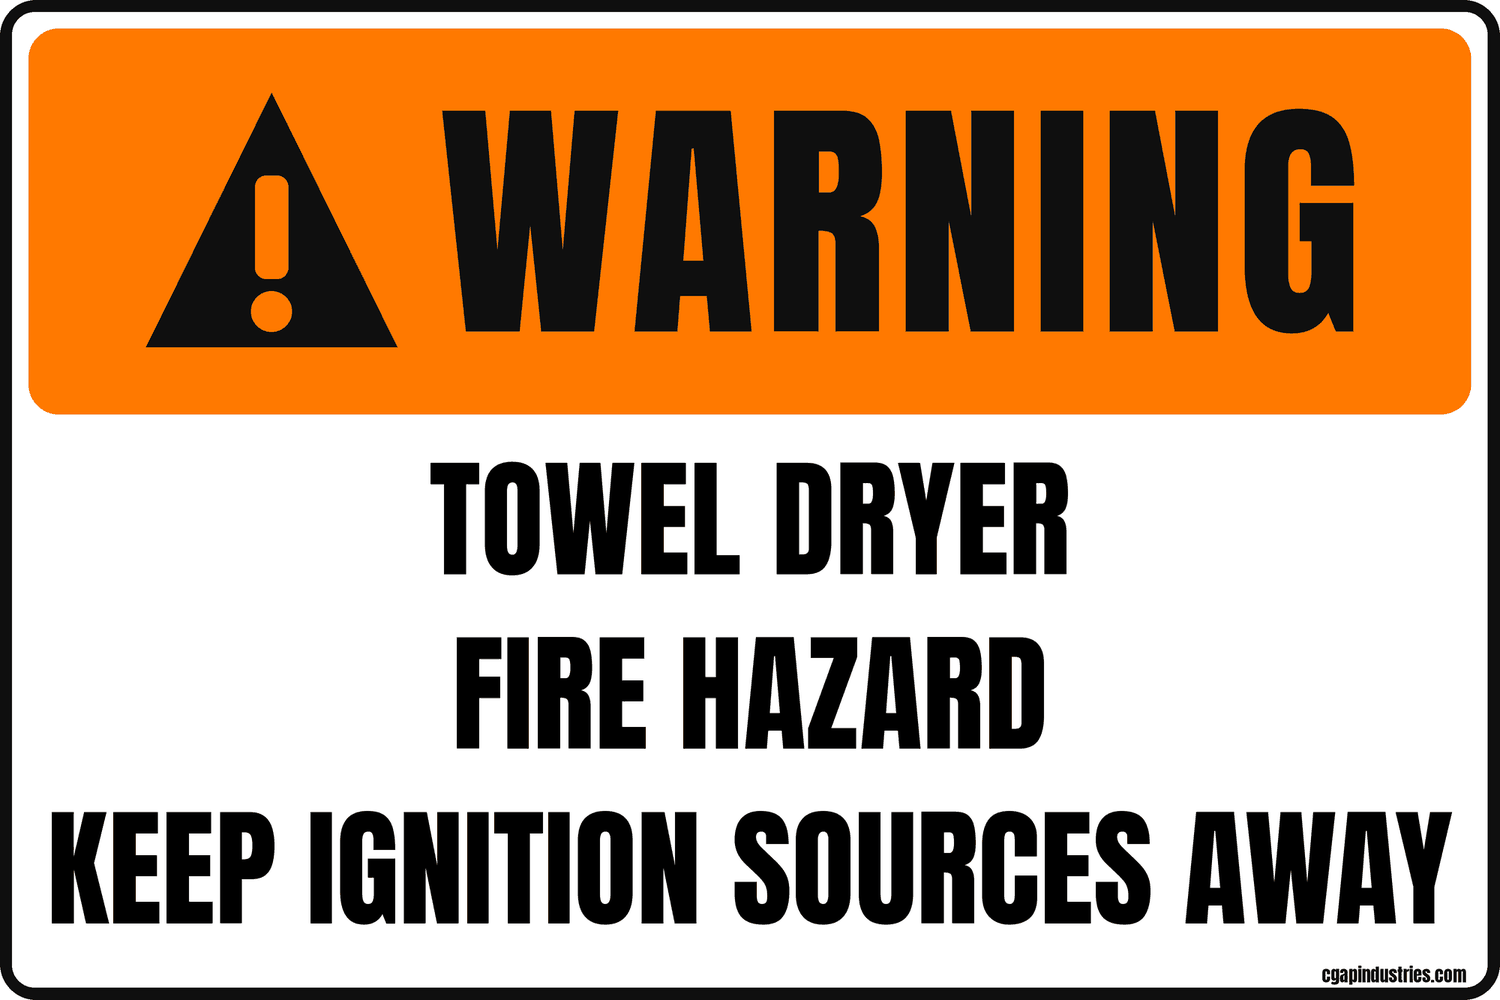 WARNING
TOWEL DRYER
FIRE HAZARD
KEEP IGNITION SOURCES AWAY
cgapindustries.com